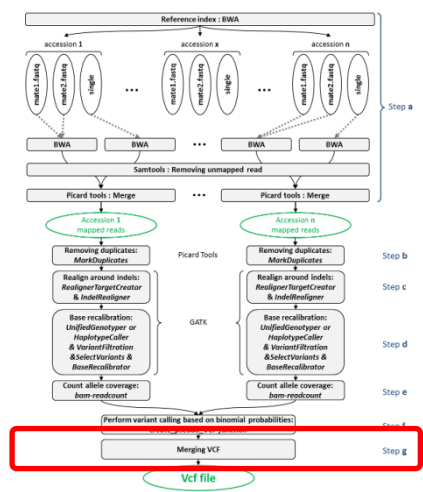 Reference index : BWA
accession 1 accession x accession n
mate1.fastq mate2.fastq single ... mate1.fastq mate2.fastq single ... mate1.fastq mate2.fastq single
Step a
BWA BWA ... BWA BWA
Samtools : Removing unmapped read
Picard tools : Merge ... Picard tools : Merge
Accession 1 Accession n
mapped reads mapped reads
Removing duplicates: Picard Tools Removing duplicates: Step b
MarkDuplicates MarkDuplicates
Realign around indels: Realign around indels: Step c
RealignerTargetCreator RealignerTargetCreator
& IndelRealigner & IndelRealigner
GATK
Base recalibration: Base recalibration:
UnifiedGenotyper or UnifiedGenotyper or
HaplotypeCaller HaplotypeCaller
& VariantFiltration & VariantFiltration Step d
&SelectVariants & &SelectVariants &
BaseRecalibrator BaseRecalibrator
Count allele coverage: Count allele coverage: Step e
bam-readcount bam-readcount
Perform variant calling based on binomial probabilities:
Step f
Merging VCF Step g
Vcf file